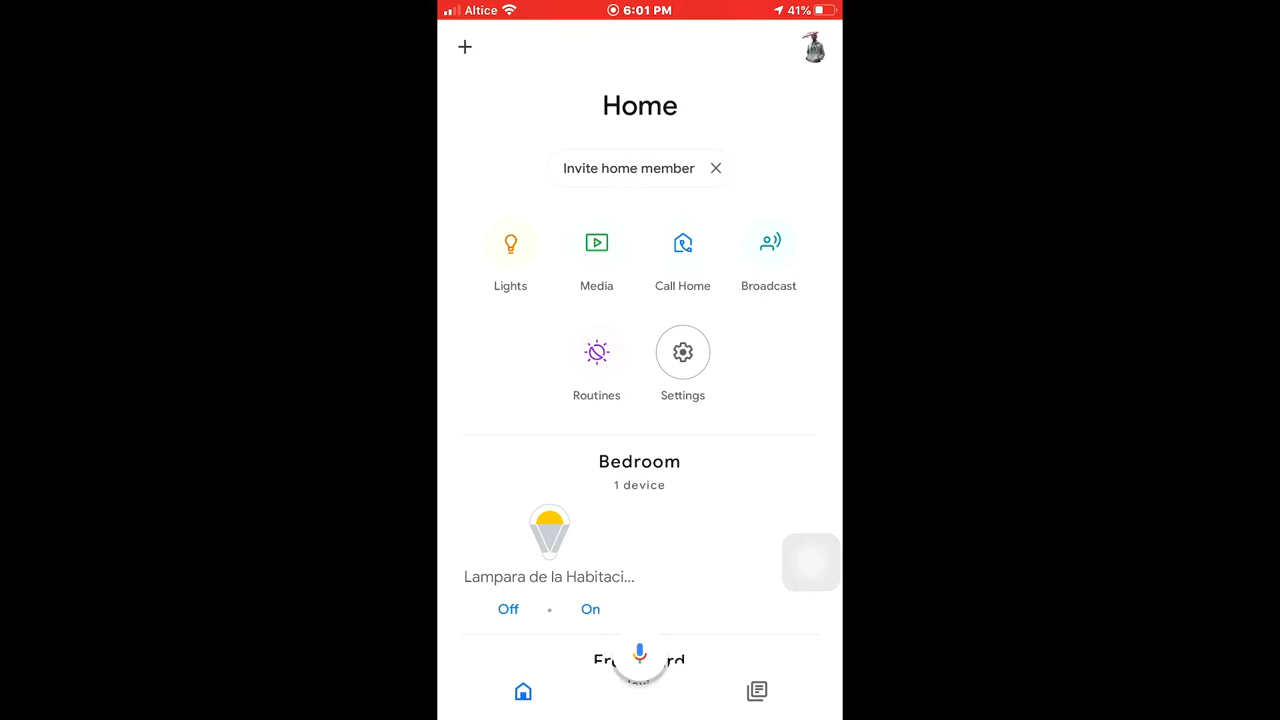 Altice 6:01 PM 41%
Home
Invite home member
Lights Media Call Home Broadcast
Routines Settings
Bedroom
1 device
Lampara de la Habitaci...
Off • On